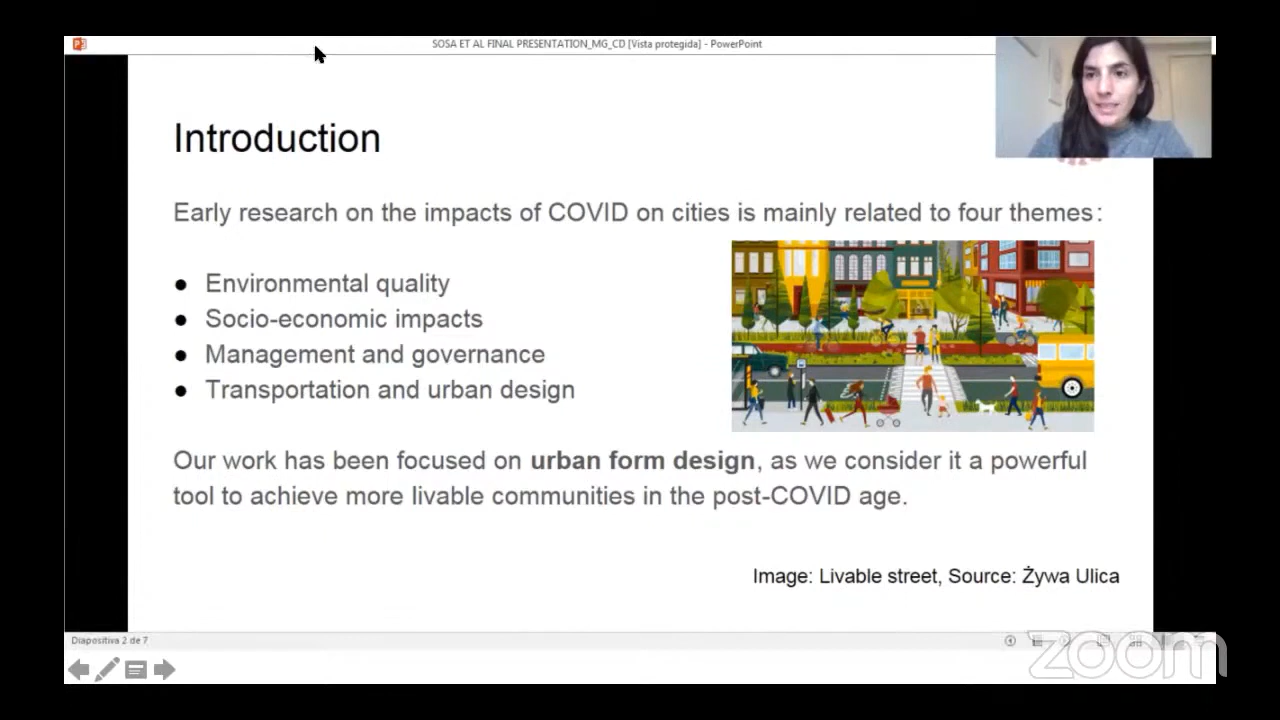 SOSA ET AL FINAL PRESENTATION_MG_CD [Vista protegida] - PowerPoint
Introduction
Early research on the impacts of COVID on cities is mainly related to four themes:
● Environmental quality
● Socio-economic impacts
● Management and governance
● Transportation and urban design
Our work has been focused on urban form design, as we consider it a powerful
tool to achieve more livable communities in the post-COVID age.
Image: Livable street, Source: Żywa Ulica
Diapositiva 2 de 7
zoom